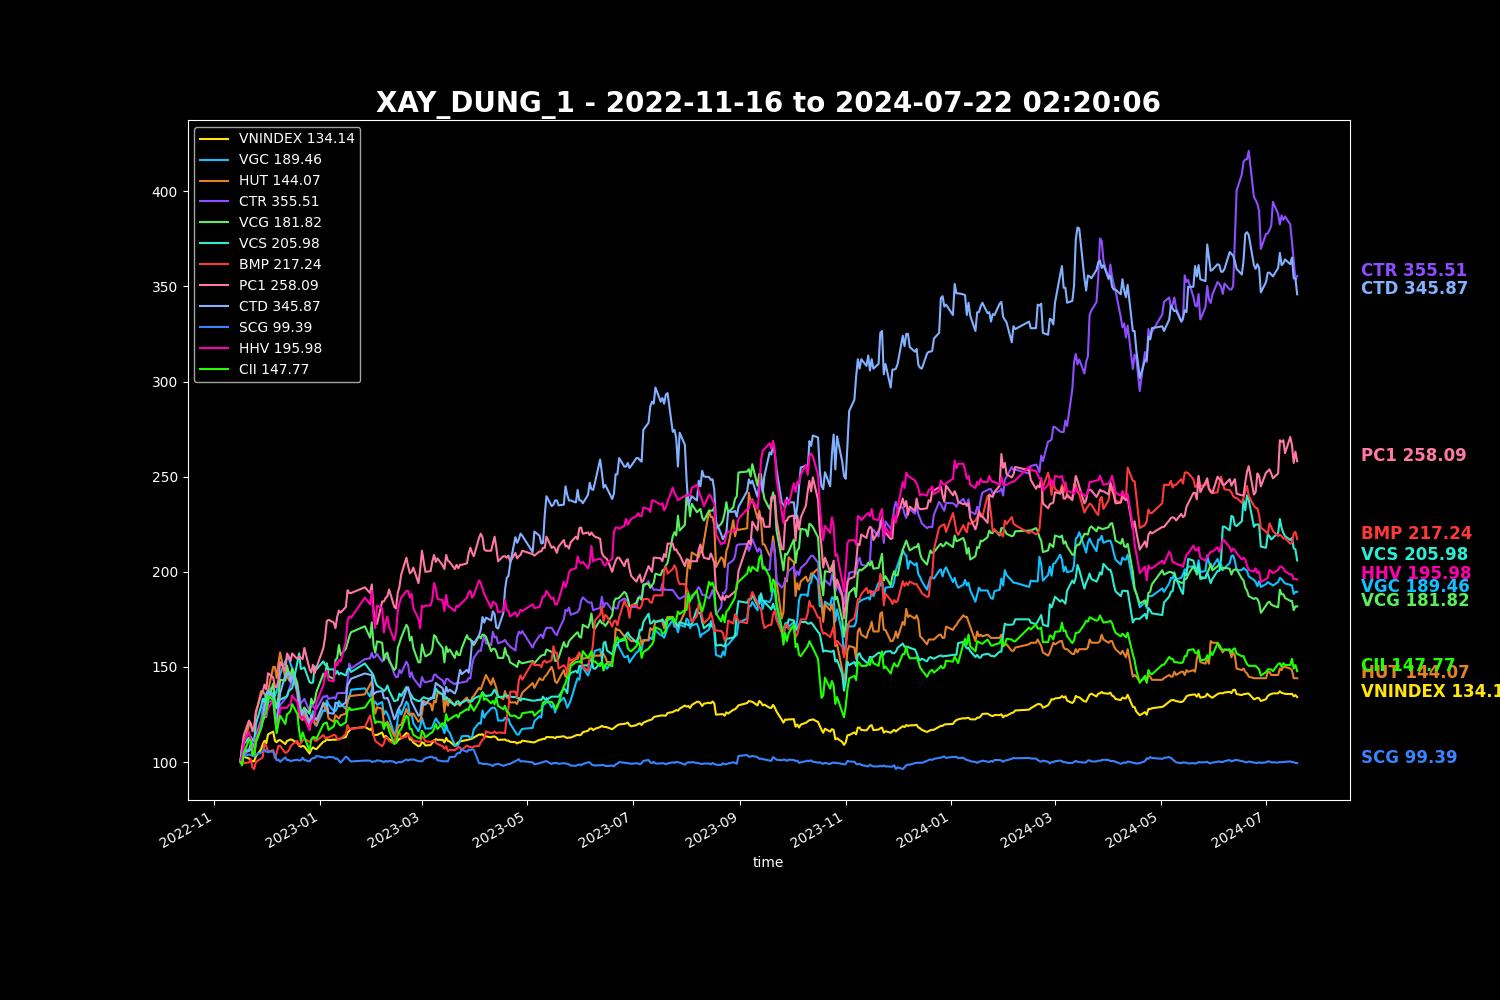 XAY_DUNG_1 - 2022-11-16 to 2024-07-22 02:20:06
VNINDEX 134.14
VGC 189.46
HUT 144.07
CTR 355.51
VCG 181.82
VCS 205.98
BMP 217.24
PC1 258.09
CTD 345.87
SCG 99.39
HHV 195.98
CII 147.77
400
350
300
250
200
150
100
CTR 355.51
CTD 345.87
PC1 258.09
BMP 217.24
VCS 205.98
HHV 195.98
VGC 189.46
VCG 181.82
CII 147.77
HUT 144.07
VNINDEX 134.1
SCG 99.39
2022-11
2023-01
2023-03
2023-05
2023-07
2023-09
2023-11
2024-01
2024-03
2024-05
2024-07
time